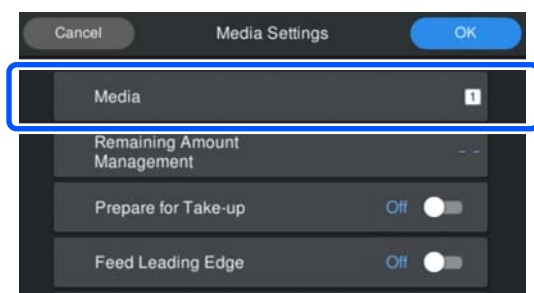 Cancel Media Settings OK
Media 1
Remaining Amount
Management - -
Prepare for Take-up Off
Feed Leading Edge Off